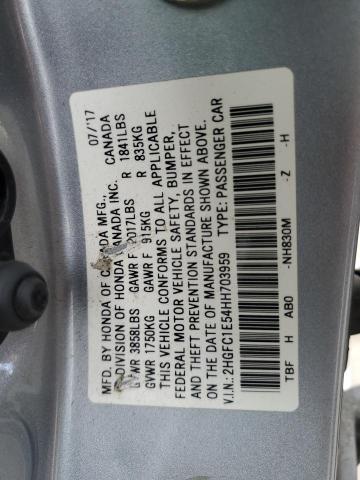 MFD. BY HONDA OF CANADA MFG., 07/'17
A DIVISION OF HONDA CANADA INC. CANADA
GVWR 3858LBS GAWR F 2017LBS R 1841LBS
GVWR 1750KG GAWR F 915KG R 835KG
THIS VEHICLE CONFORMS TO ALL APPLICABLE
FEDERAL MOTOR VEHICLE SAFETY, BUMPER,
AND THEFT PREVENTION STANDARDS IN EFFECT
ON THE DATE OF MANUFACTURE SHOWN ABOVE.
V.I.N.: 2HGFC1E54HH703959 TYPE: PASSENGER CAR
TBF H AB0 -NH830M -Z -H